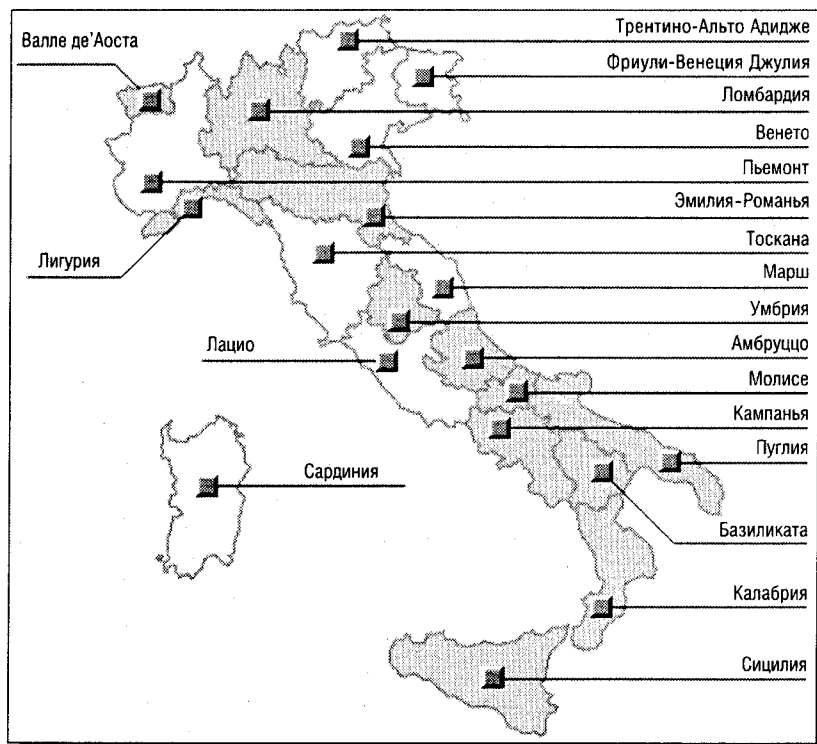 Трентино-Альто Адидже
Валле де'Аоста
Фриули-Венеция Джулия
Ломбардия
Венето
Пьемонт
Эмилия-Романья
Тоскана
Лигурия
Марш
Умбрия
Лацио
Амбруццо
Молисе
Кампанья
Пуглия
Сардиния
Базиликата
Калабрия
Сицилия